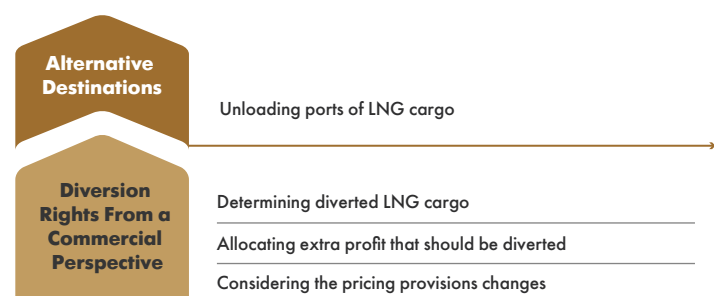 Alternative
Destinations
Unloading ports of LNG cargo
Diversion
Rights From a
Commercial
Perspective
Determining diverted LNG cargo
Allocating extra profit that should be diverted
Considering the pricing provisions changes